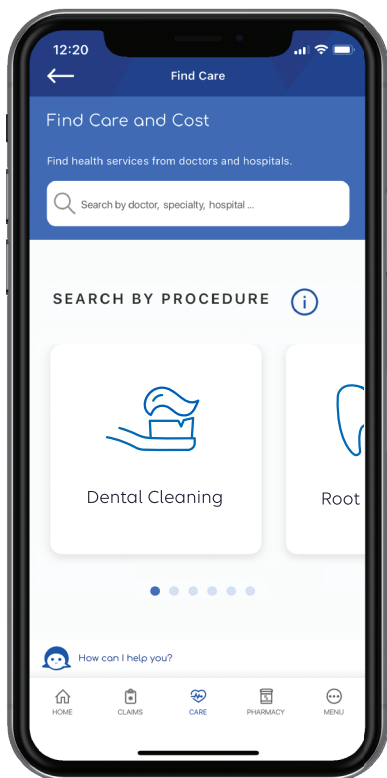 12:20
Find Care
Find Care and Cost
Find health services from doctors and hospitals.
Search by doctor, specialty, hospital ...
SEARCH BY PROCEDURE
Dental Cleaning
Root
How can I help you?
HOME CLAIMS CARE PHARMACY MENU